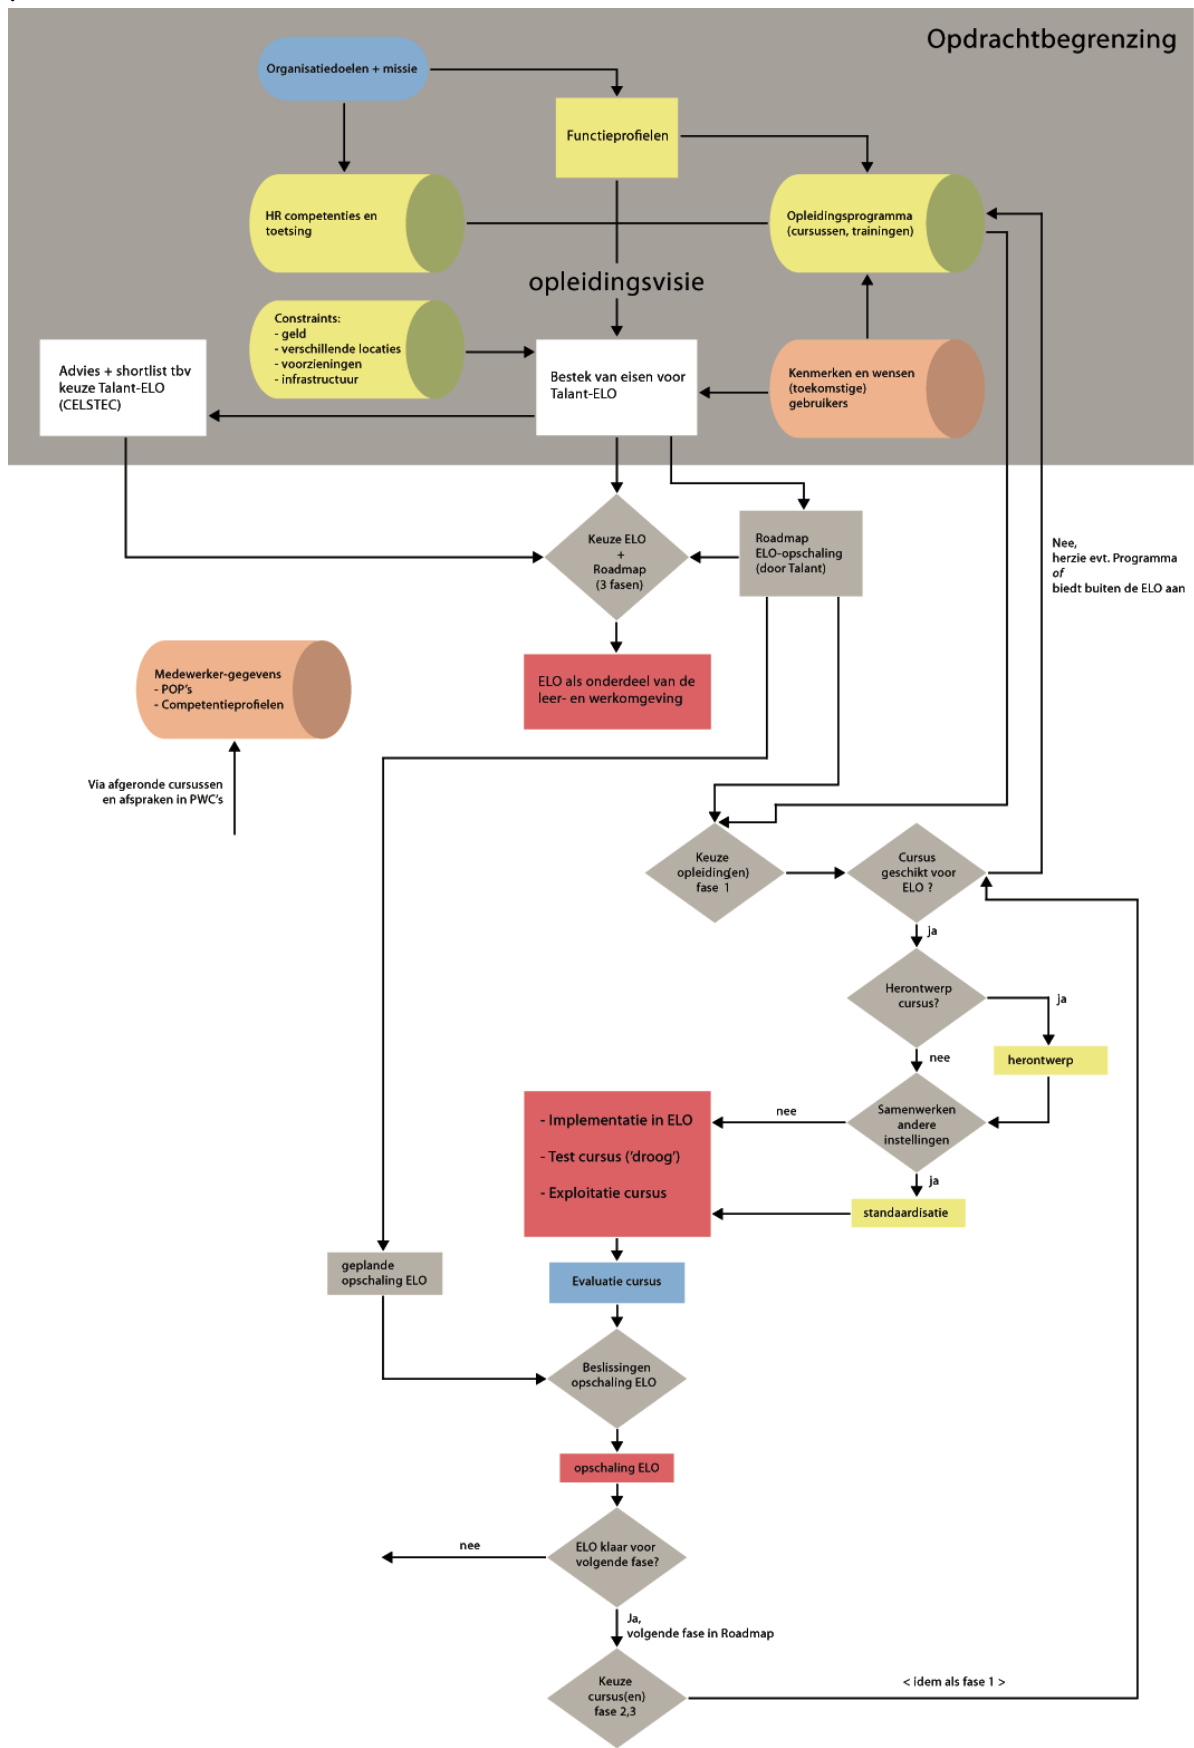 Opdrachtbegrenzing
Organisatiedoelen + missie
Functieprofielen
HR competenties en
toetsing
Opleidingsprogramma
(cursussen, trainingen)
opleidingsvisie
Constraints:
- geld
- verschillende locaties
- voorzieningen
- infrastructuur
Advies + shortlist tbv
keuze Talant-ELO
(CELSTEC)
Bestek van eisen voor
Talant-ELO
Kenmerken en wensen
(toekomstige)
gebruikers
Keuze ELO
+
Roadmap
(3 fasen)
Roadmap
ELO-opschaling
(door Talant)
Nee,
herzie evt. Programma
of
biedt buiten de ELO aan
ELO als onderdeel van de
leer- en werkomgeving
Medewerker-gegevens
- POP's
- Competentieprofielen
Via afgeronde cursussen
en afspraken in PWC's
Keuze
opleiding(en)
fase 1
Cursus
geschikt voor
ELO ?
ja
Herontwerp
cursus?
ja
nee
herontwerp
Samenwerken
andere
instellingen
nee
ja
standaardisatie
- Implementatie in ELO
- Test cursus ('droog')
- Exploitatie cursus
geplande
opschaling ELO
Evaluatie cursus
Beslissingen
opschaling ELO
opschaling ELO
ELO klaar voor
volgende fase?
nee
Ja,
volgende fase in Roadmap
Keuze
cursus(en)
fase 2,3
< idem als fase 1 >